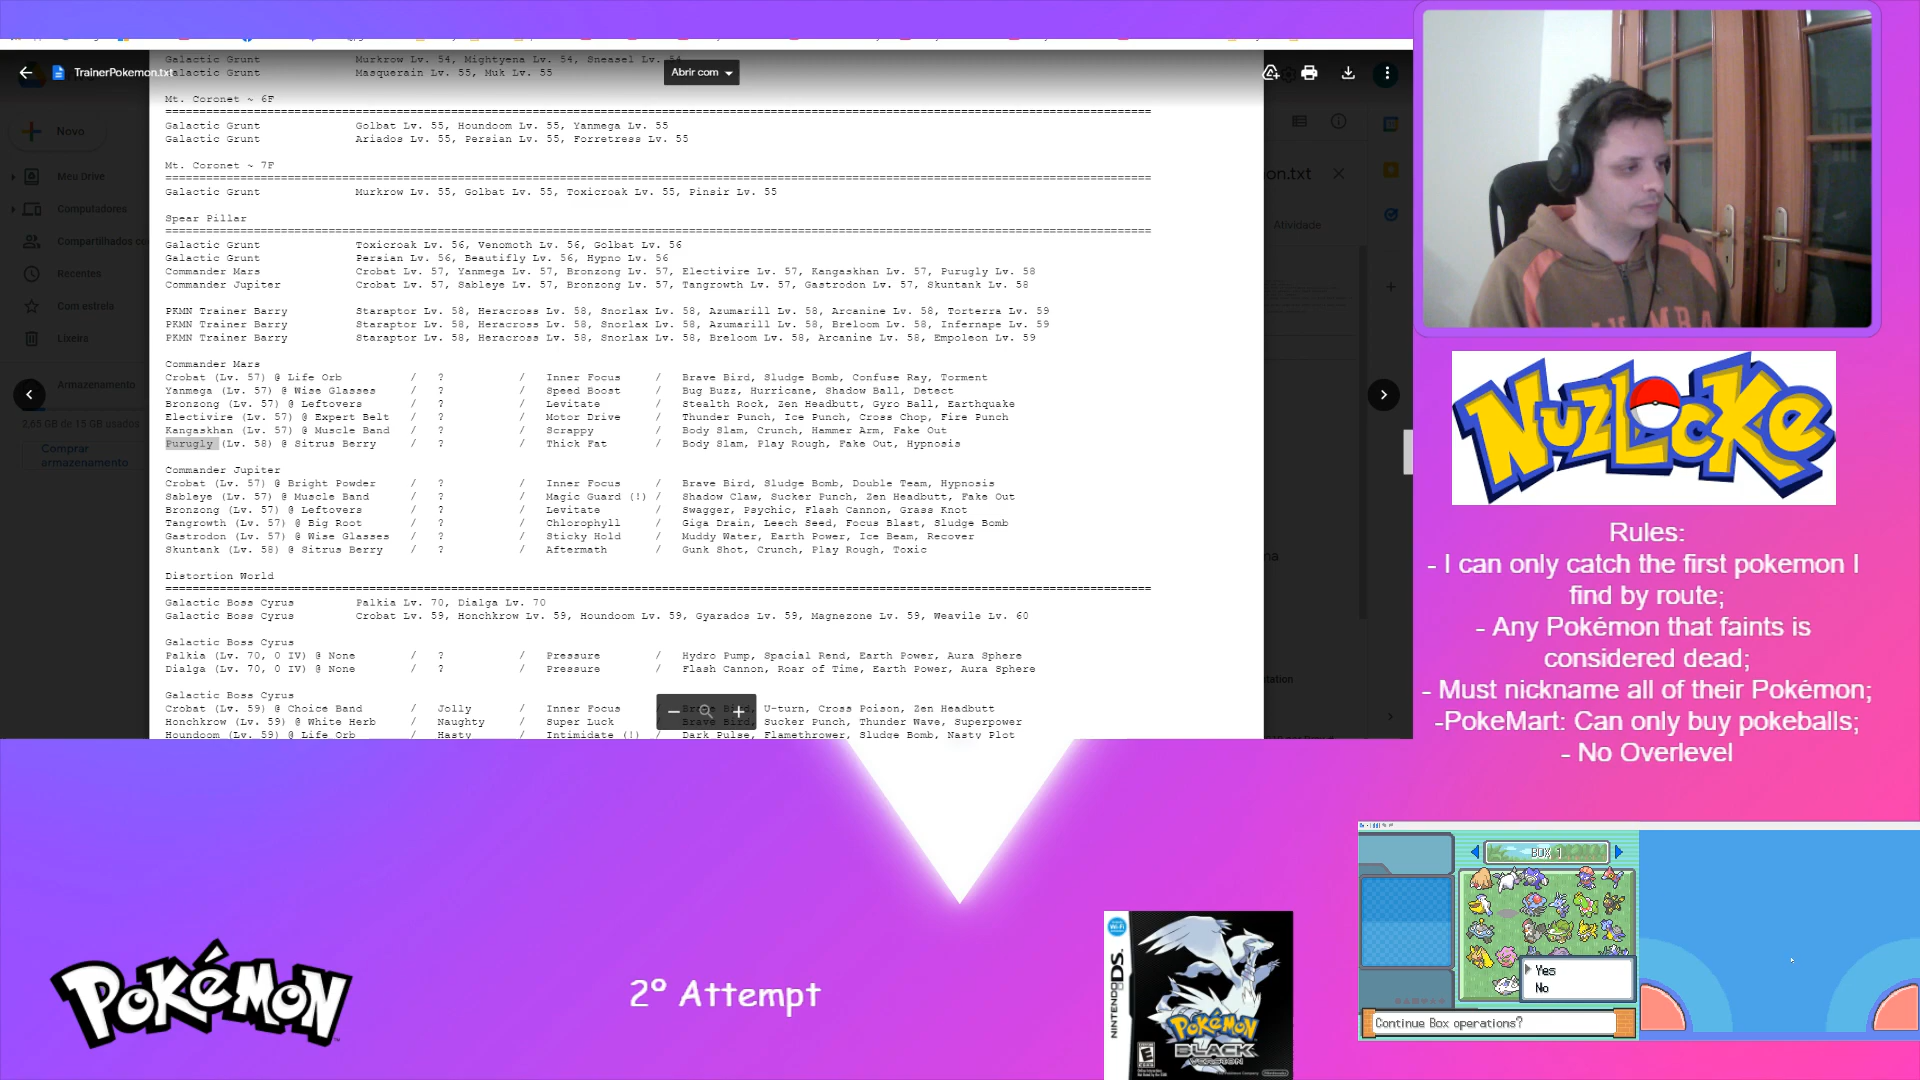 TrainerPokemon.txt
Abrir com
Galactic Grunt Murkrow Lv. 54, Mightyena Lv. 54, Sneasel Lv. 54
Galactic Grunt Masquerain Lv. 55, Muk Lv. 55
Mt. Coronet ~ 6F
Galactic Grunt Golbat Lv. 55, Houndoom Lv. 55, Yanmega Lv. 55
Galactic Grunt Ariados Lv. 55, Persian Lv. 55, Forretress Lv. 55
Mt. Coronet ~ 7F
Galactic Grunt Murkrow Lv. 55, Golbat Lv. 55, Toxicroak Lv. 55, Pinsir Lv. 55
Spear Pillar
Galactic Grunt Toxicroak Lv. 56, Venomoth Lv. 56, Golbat Lv. 56
Galactic Grunt Persian Lv. 56, Beautifly Lv. 56, Hypno Lv. 56
Commander Mars Crobat Lv. 57, Yanmega Lv. 57, Bronzong Lv. 57, Electivire Lv. 57, Kangaskhan Lv. 57, Purugly Lv. 58
Commander Jupiter Crobat Lv. 57, Sableye Lv. 57, Bronzong Lv. 57, Tangrowth Lv. 57, Gastrodon Lv. 57, Skuntank Lv. 58
PKMN Trainer Barry Staraptor Lv. 58, Heracross Lv. 58, Snorlax Lv. 58, Azumarill Lv. 58, Arcanine Lv. 58, Torterra Lv. 59
PKMN Trainer Barry Staraptor Lv. 58, Heracross Lv. 58, Snorlax Lv. 58, Azumarill Lv. 58, Breloom Lv. 58, Infernape Lv. 59
PKMN Trainer Barry Staraptor Lv. 58, Heracross Lv. 58, Snorlax Lv. 58, Breloom Lv. 58, Arcanine Lv. 58, Empoleon Lv. 59
Commander Mars
Crobat (Lv. 57) @ Life Orb / ? / Inner Focus / Brave Bird, Sludge Bomb, Confuse Ray, Torment
Yanmega (Lv. 57) @ Wise Glasses / ? / Speed Boost / Bug Buzz, Hurricane, Shadow Ball, Detect
Bronzong (Lv. 57) @ Leftovers / ? / Levitate / Stealth Rock, Zen Headbutt, Gyro Ball, Earthquake
Electivire (Lv. 57) @ Expert Belt / ? / Motor Drive / Thunder Punch, Ice Punch, Cross Chop, Fire Punch
Kangaskhan (Lv. 57) @ Muscle Band / ? / Scrappy / Body Slam, Crunch, Hammer Arm, Fake Out
Purugly (Lv. 58) @ Sitrus Berry / ? / Thick Fat / Body Slam, Play Rough, Fake Out, Hypnosis
Commander Jupiter
Crobat (Lv. 57) @ Bright Powder / ? / Inner Focus / Brave Bird, Sludge Bomb, Double Team, Hypnosis
Sableye (Lv. 57) @ Muscle Band / ? / Magic Guard (!) / Shadow Claw, Sucker Punch, Zen Headbutt, Fake Out
Bronzong (Lv. 57) @ Leftovers / ? / Levitate / Swagger, Psychic, Flash Cannon, Grass Knot
Tangrowth (Lv. 57) @ Big Root / ? / Chlorophyll / Giga Drain, Leech Seed, Focus Blast, Sludge Bomb
Gastrodon (Lv. 57) @ Wise Glasses / ? / Sticky Hold / Muddy Water, Earth Power, Ice Beam, Recover
Skuntank (Lv. 58) @ Sitrus Berry / ? / Aftermath / Gunk Shot, Crunch, Play Rough, Toxic
Distortion World
Galactic Boss Cyrus Palkia Lv. 70, Dialga Lv. 70
Galactic Boss Cyrus Crobat Lv. 59, Honchkrow Lv. 59, Houndoom Lv. 59, Gyarados Lv. 59, Magnezone Lv. 59, Weavile Lv. 60
Galactic Boss Cyrus
Palkia (Lv. 70, 0 IV) @ None / ? / Pressure / Hydro Pump, Spacial Rend, Earth Power, Aura Sphere
Dialga (Lv. 70, 0 IV) @ None / ? / Pressure / Flash Cannon, Roar of Time, Earth Power, Aura Sphere
Galactic Boss Cyrus
Crobat (Lv. 59) @ Choice Band / Jolly / Inner Focus / Brave Bird, U-turn, Cross Poison, Zen Headbutt
Honchkrow (Lv. 59) @ White Herb / Naughty / Super Luck / Brave Bird, Sucker Punch, Thunder Wave, Superpower
Houndoom (Lv. 59) @ Life Orb / Hasty / Intimidate (!) / Dark Pulse, Flamethrower, Sludge Bomb, Nasty Plot
Novo
Meu Drive
Computadores
Compartilhados co
Recentes
Com estrela
Lixeira
Armazenamento
2,65 GB de 15 GB usados
Comprar
armazenamento
on.txt
Atividade
NUZLOCKE
Rules:
- I can only catch the first pokemon I
find by route;
- Any Pokémon that faints is
considered dead;
- Must nickname all of their Pokémon;
-PokeMart: Can only buy pokeballs;
- No Overlevel
POKéMON
2º Attempt
NINTENDO DS
Pokémon
BLACK
VERSION
BOX 1
Yes
No
Continue Box operations?